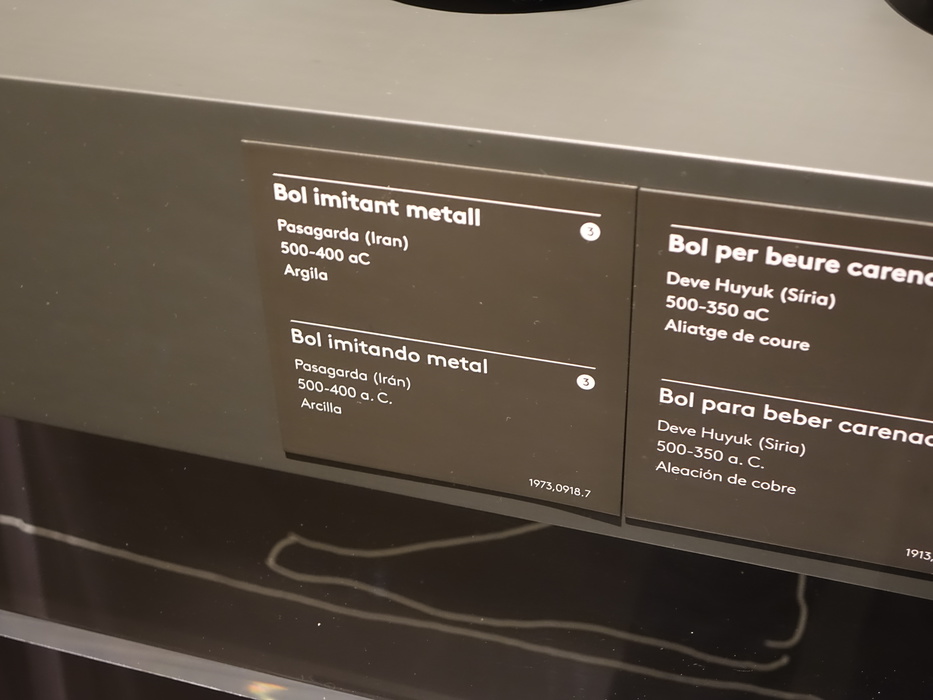 Bol imitant metall
3
Pasagarda (Iran)
500-400 aC
Argila
Bol imitando metal
3
Pasagarda (Irán)
500-400 a. C.
Arcilla
1973,0918.7
Bol per beure
Deve Huyuk (Síria)
500-350 aC
Aliatge de coure
Bol para beber
Deve Huyuk (Siria)
500-350 a. C.
Aleación de cobre
1913,